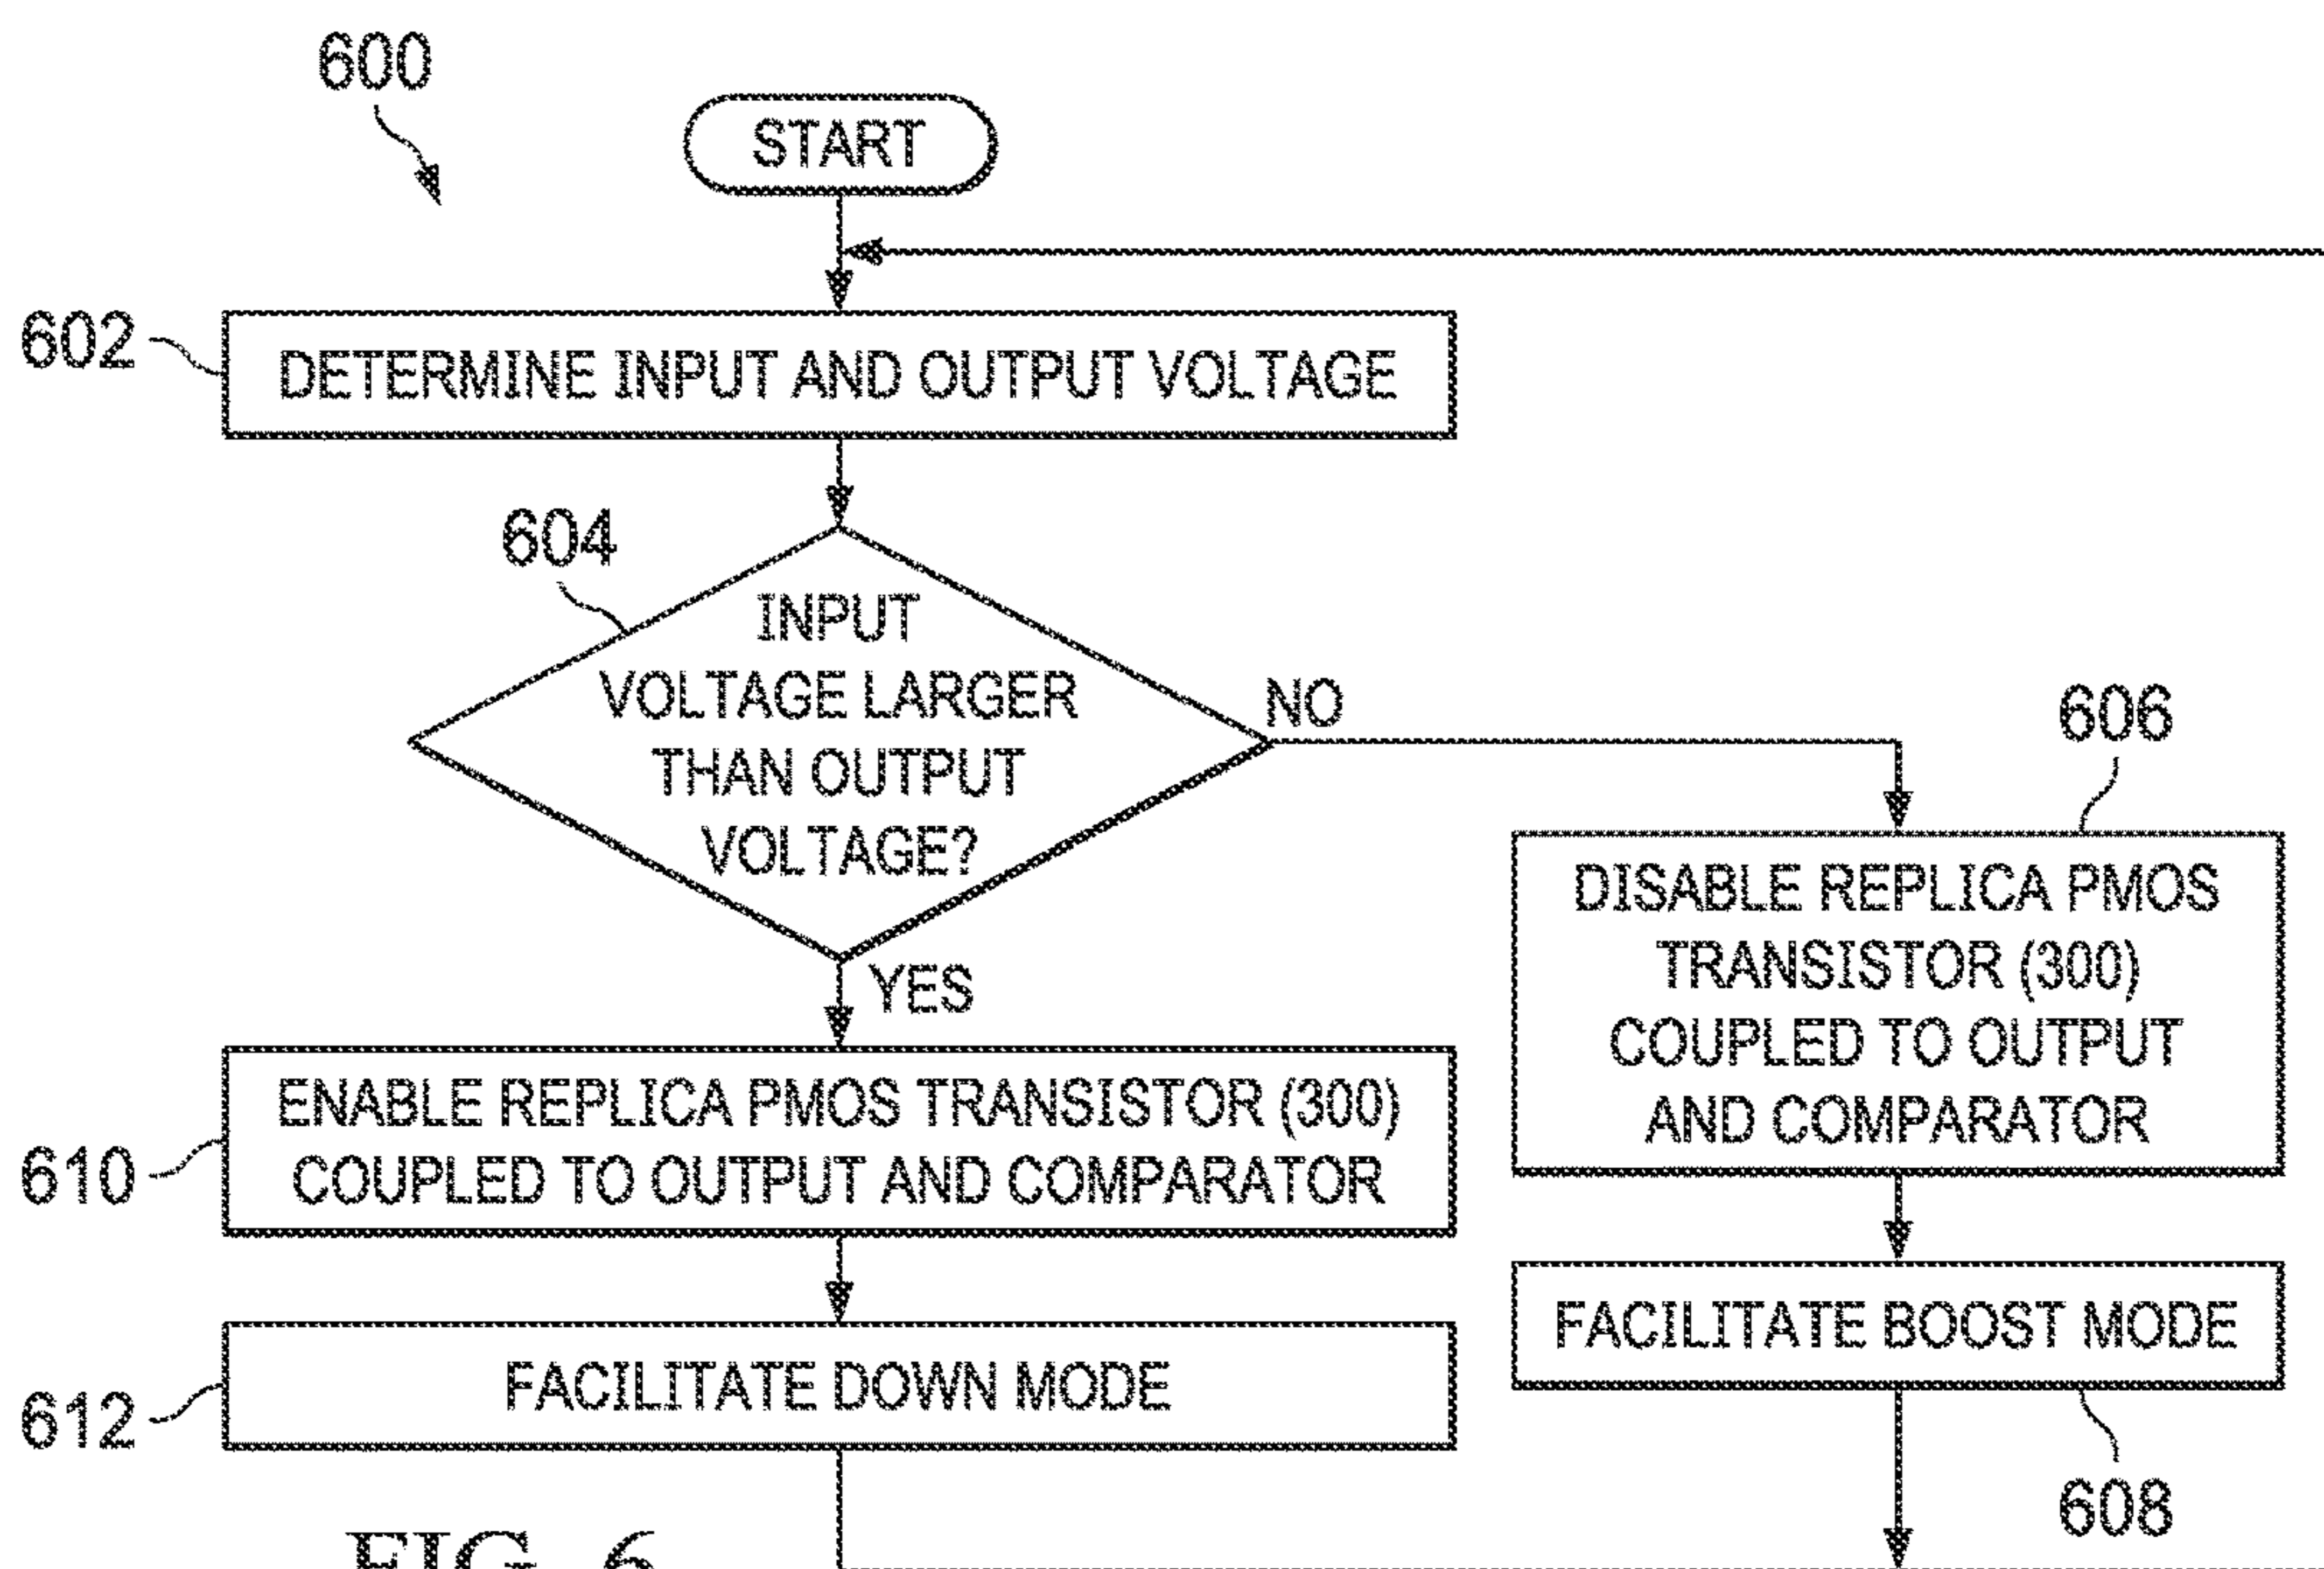 600
START
602
DETERMINE INPUT AND OUTPUT VOLTAGE
604
INPUT
VOLTAGE LARGER
THAN OUTPUT
VOLTAGE?
NO
606
DISABLE REPLICA PMOS
TRANSISTOR (300)
COUPLED TO OUTPUT
AND COMPARATOR
YES
610
ENABLE REPLICA PMOS TRANSISTOR (300)
COUPLED TO OUTPUT AND COMPARATOR
FACILITATE BOOST MODE
608
612
FACILITATE DOWN MODE
FIG. 6